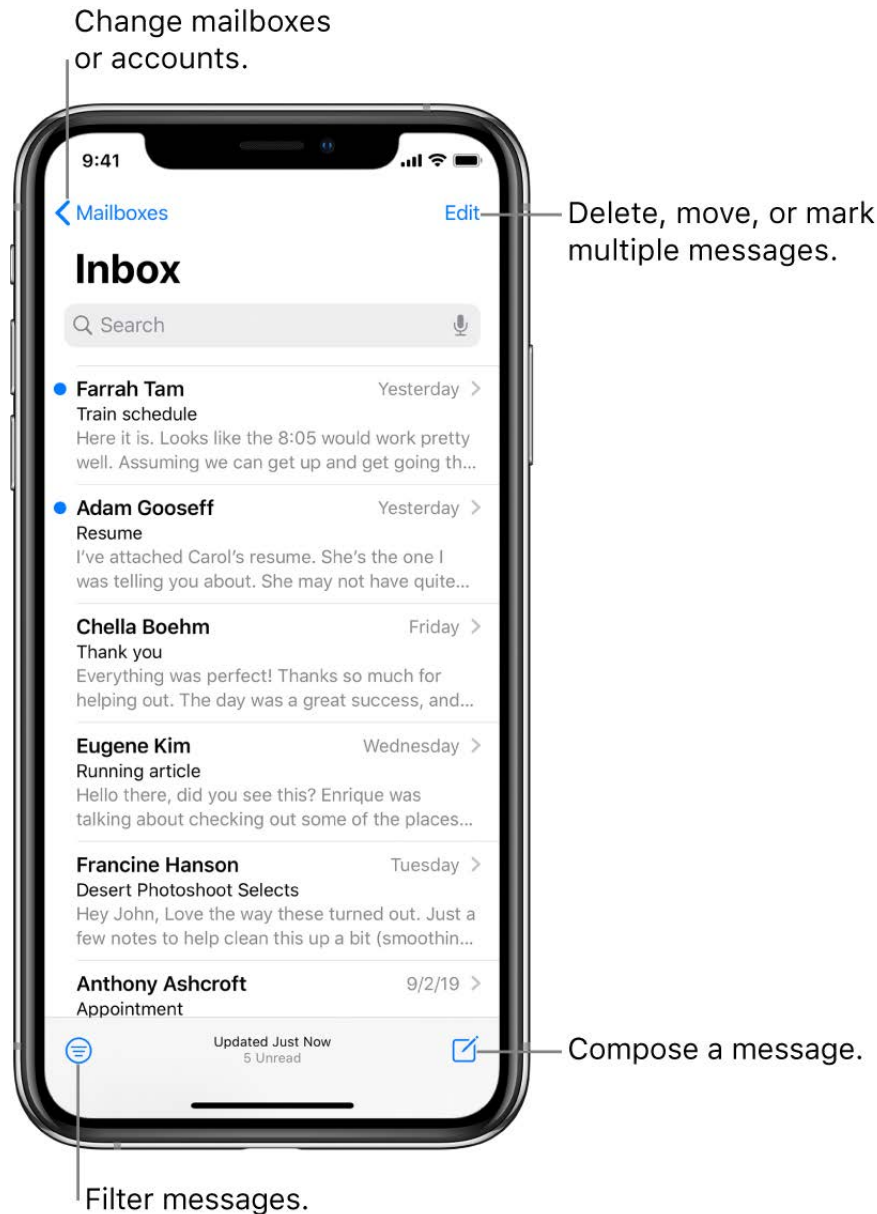 Change mailboxes
or accounts.
9:41
Mailboxes
Edit
Delete, move, or mark
multiple messages.
Inbox
Search
Farrah Tam
Yesterday
Train schedule
Here it is. Looks like the 8:05 would work pretty
well. Assuming we can get up and get going th...
Adam Gooseff
Yesterday
Resume
I've attached Carol's resume. She's the one I
was telling you about. She may not have quite...
Chella Boehm
Friday
Thank you
Everything was perfect! Thanks so much for
helping out. The day was a great success, and...
Eugene Kim
Wednesday
Running article
Hello there, did you see this? Enrique was
talking about checking out some of the places...
Francine Hanson
Tuesday
Desert Photoshoot Selects
Hey John, Love the way these turned out. Just a
few notes to help clean this up a bit (smoothin...
Anthony Ashcroft
9/2/19
Appointment
Updated Just Now
5 Unread
Compose a message.
Filter messages.